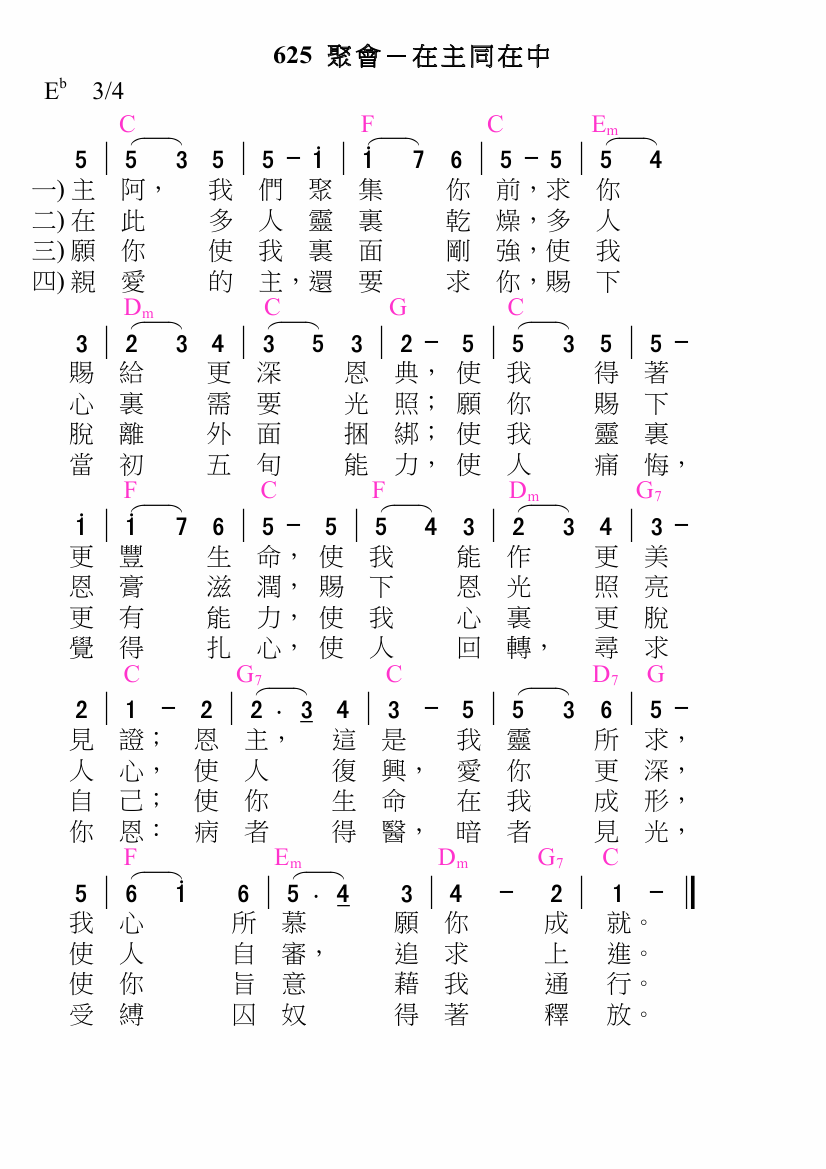 625 聚會－在主同在中
E♭ 3/4
C F C Em
5 | 5 3 5 | 5 - i | i 7 6 | 5 - 5 | 5 4
一) 主 阿， 我 們 聚 集 你 前，求 你
二) 在 此 多 人 靈 裏 乾 燥，多 人
三) 願 你 使 我 裏 面 剛 強，使 我
四) 親 愛 的 主，還 要 求 你，賜 下
Dm C G C
3 | 2 3 4 | 3 5 3 | 2 - 5 | 5 3 5 | 5 -
賜 給 更 深 恩 典，使 我 得 著
心 裏 需 要 光 照；願 你 賜 下
脫 離 外 面 捆 綁；使 我 靈 裏
當 初 五 旬 能 力，使 人 痛 悔，
F C F Dm G7
i | i 7 6 | 5 - 5 | 5 4 3 | 2 3 4 | 3 -
更 豐 生 命，使 我 能 作 更 美
恩 膏 滋 潤，賜 下 恩 光 照 亮
更 有 能 力，使 我 心 裏 更 脫
覺 得 扎 心，使 人 回 轉， 尋 求
C G7 C D7 G
2 | 1 - 2 | 2 . 3 4 | 3 - 5 | 5 3 6 | 5 -
見 證； 恩 主， 這 是 我 靈 所 求，
人 心， 使 人 復 興，愛 你 更 深，
自 己； 使 你 生 命 在 我 成 形，
你 恩： 病 者 得 醫，暗 者 見 光，
F Em Dm G7 C
5 | 6 i 6 | 5 . 4 3 | 4 - 2 | 1 - ‖
我 心 所 慕 願 你 成 就。
使 人 自 審， 追 求 上 進。
使 你 旨 意 藉 我 通 行。
受 縛 囚 奴 得 著 釋 放。